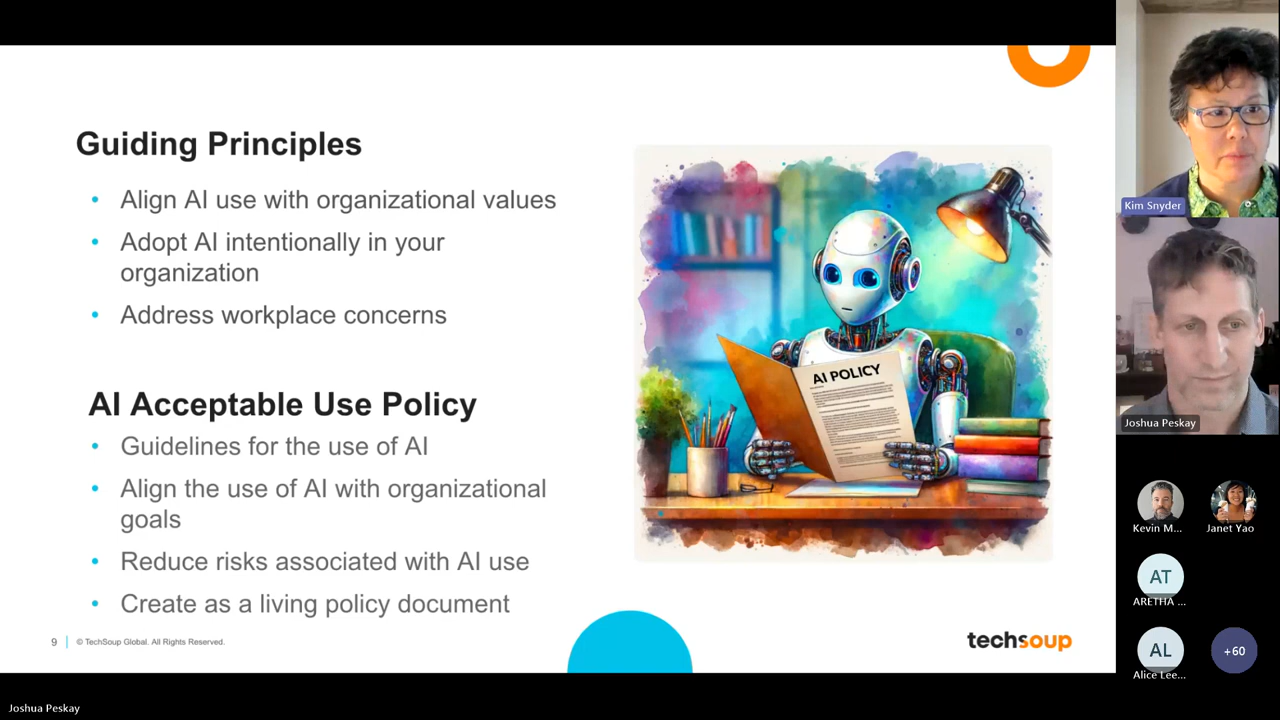 Guiding Principles
• Align AI use with organizational values
• Adopt AI intentionally in your
organization
• Address workplace concerns
AI Acceptable Use Policy
• Guidelines for the use of AI
• Align the use of AI with organizational
goals
• Reduce risks associated with AI use
• Create as a living policy document
AI POLICY
9
© TechSoup Global. All Rights Reserved.
techsoup
Kim Snyder
Joshua Peskay
Kevin M...
Janet Yao
AT
ARETHA ...
AL
Alice Lee...
+60
Joshua Peskay